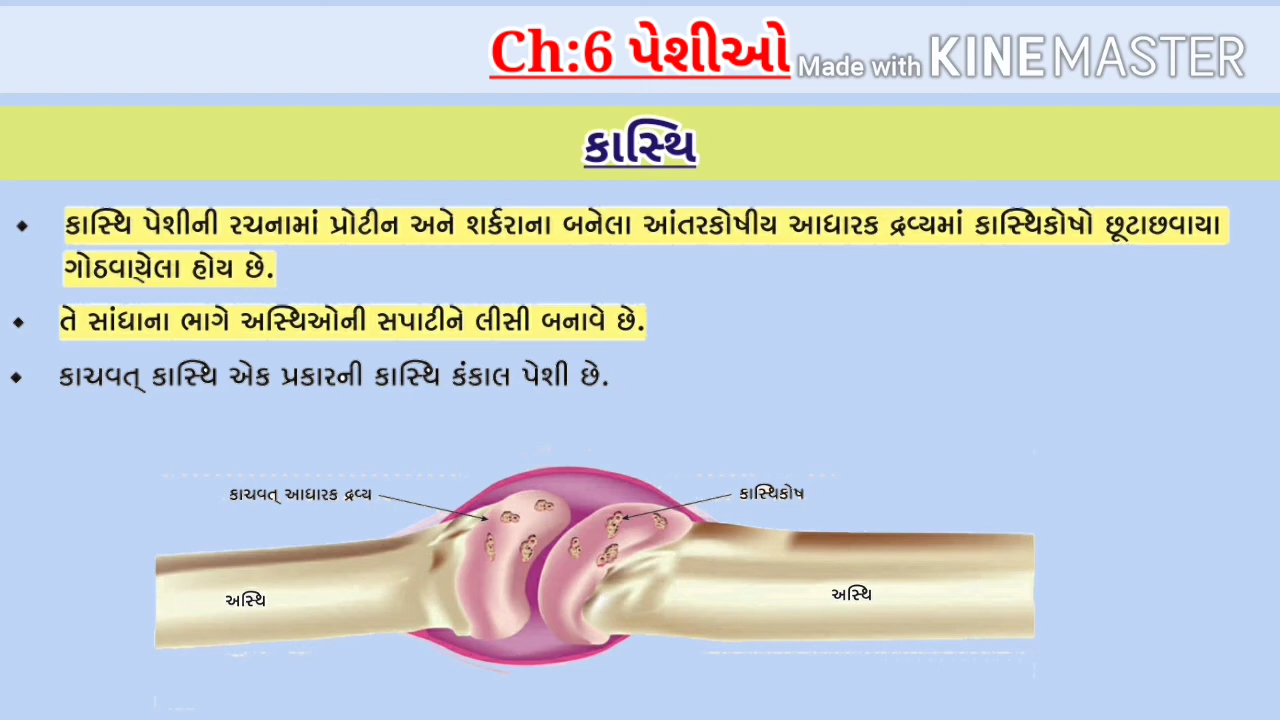 Ch:6 પેશીઓ
Made with KINEMASTER
કાસ્થિ
કાસ્થિ પેશીની રચનામાં પ્રોટીન અને શર્કરાના બનેલા આંતરકોષીય આધારક દ્રવ્યમાં કાસ્થિકોષો છૂટાછવાયા
ગોઠવાયેલા હોય છે.
તે સાંધાના ભાગે અસ્થિઓની સપાટીને લીસી બનાવે છે.
કાચવત્ કાસ્થિ એક પ્રકારની કાસ્થિ કંકાલ પેશી છે.
કાચવત્ આધારક દ્રવ્ય
કાસ્થિકોષ
અસ્થિ
અસ્થિ